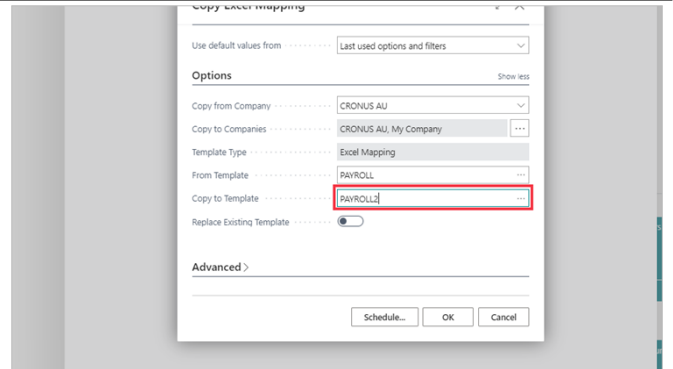 Copy Excel Mapping
Use default values from
Last used options and filters
Options
Show less
Copy from Company
CRONUS AU
Copy to Companies
CRONUS AU, My Company
Template Type
Excel Mapping
From Template
PAYROLL
Copy to Template
PAYROLL2
Replace Existing Template
Advanced
Schedule...
OK
Cancel